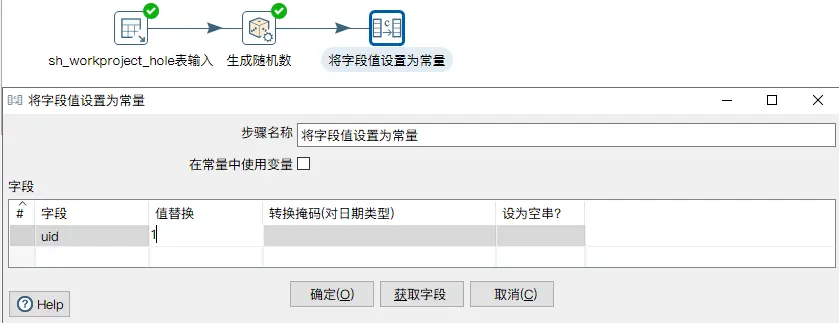 sh_workproject_hole表输入 生成随机数 将字段值设置为常量
将字段值设置为常量
步骤名称 将字段值设置为常量
在常量中使用变量
字段
# 字段 值替换 转换掩码(对日期类型) 设为空串?
uid 1
确定(O) 获取字段 取消(C)
Help